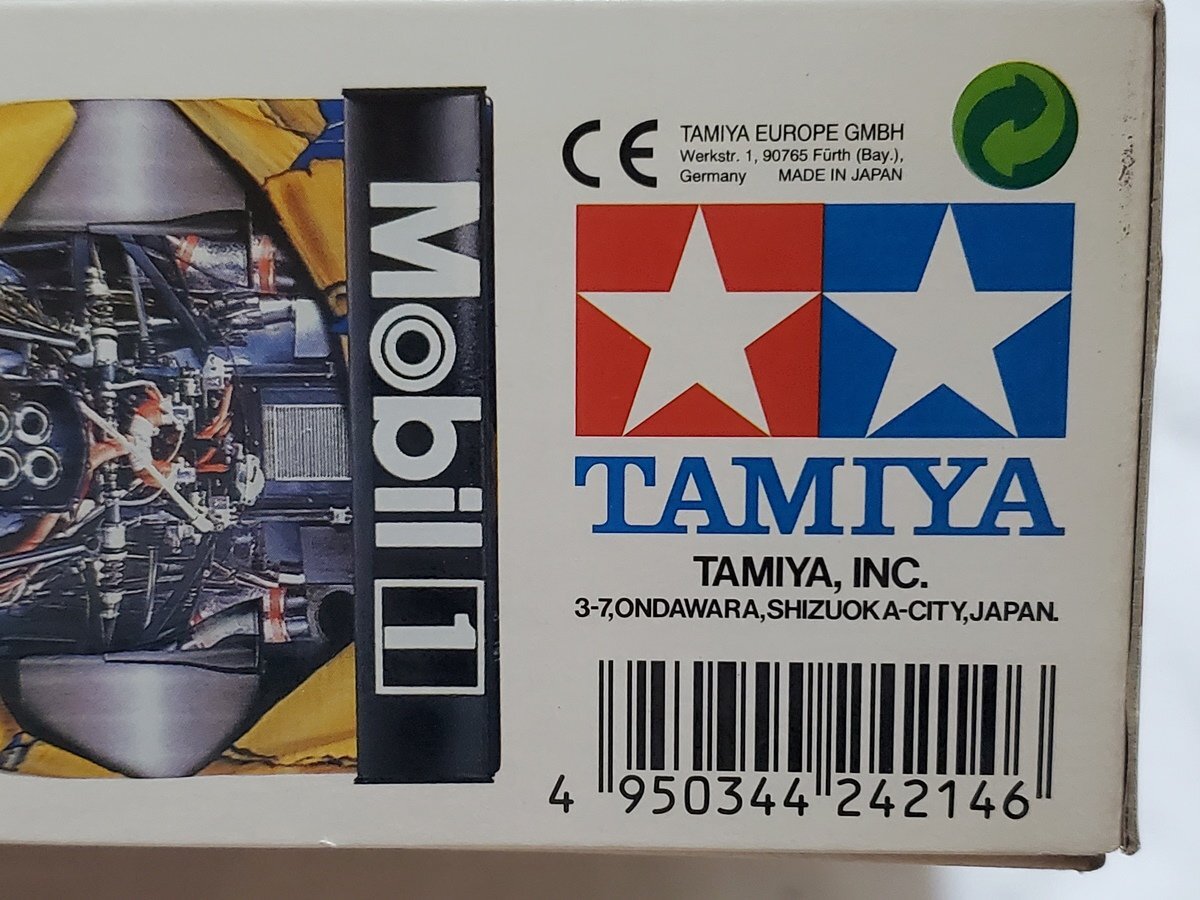 Mobil 1
CE TAMIYA EUROPE GMBH
Werkstr. 1, 90765 Fürth (Bay.),
Germany MADE IN JAPAN
TAMIYA
TAMIYA, INC.
3-7,ONDAWARA,SHIZUOKA-CITY,JAPAN.
4 950344 242146